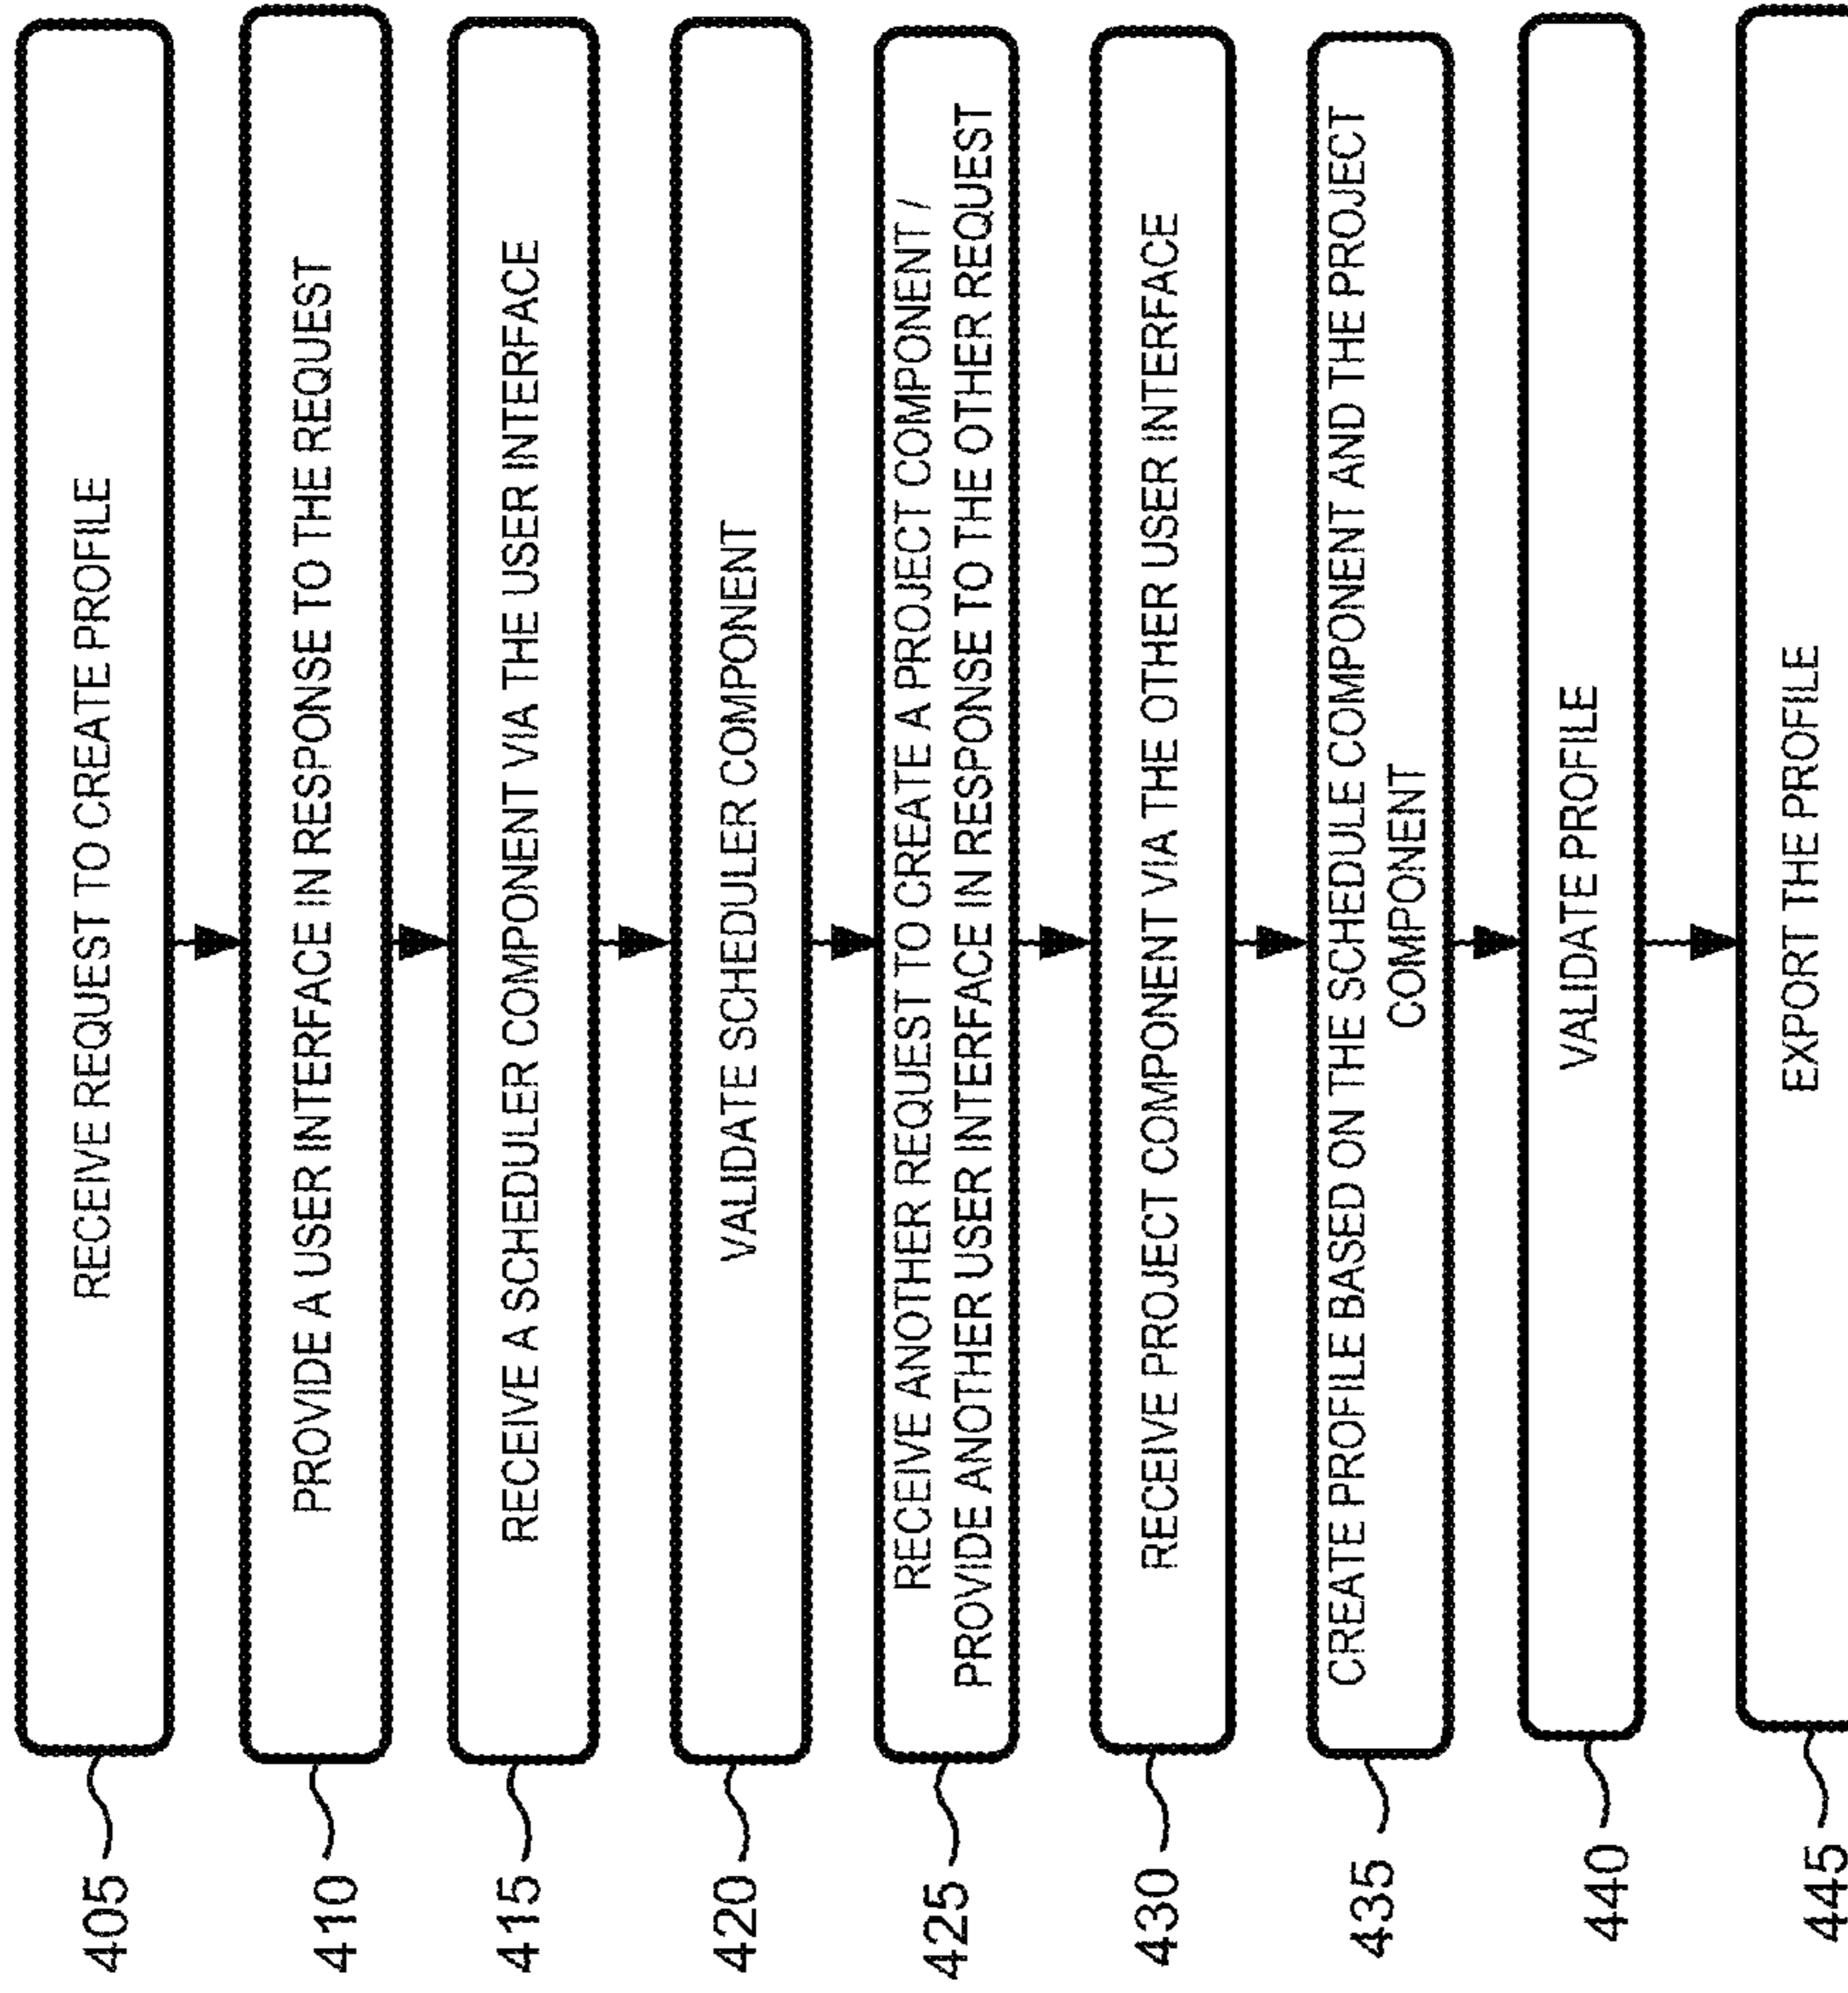 405
RECEIVE REQUEST TO CREATE PROFILE
410
PROVIDE A USER INTERFACE IN RESPONSE TO THE REQUEST
415
RECEIVE A SCHEDULER COMPONENT VIA THE USER INTERFACE
420
VALIDATE SCHEDULER COMPONENT
425
RECEIVE ANOTHER REQUEST TO CREATE A PROJECT COMPONENT /
PROVIDE ANOTHER USER INTERFACE IN RESPONSE TO THE OTHER REQUEST
430
RECEIVE PROJECT COMPONENT VIA THE OTHER USER INTERFACE
435
CREATE PROFILE BASED ON THE SCHEDULE COMPONENT AND THE PROJECT
COMPONENT
440
VALIDATE PROFILE
445
EXPORT THE PROFILE